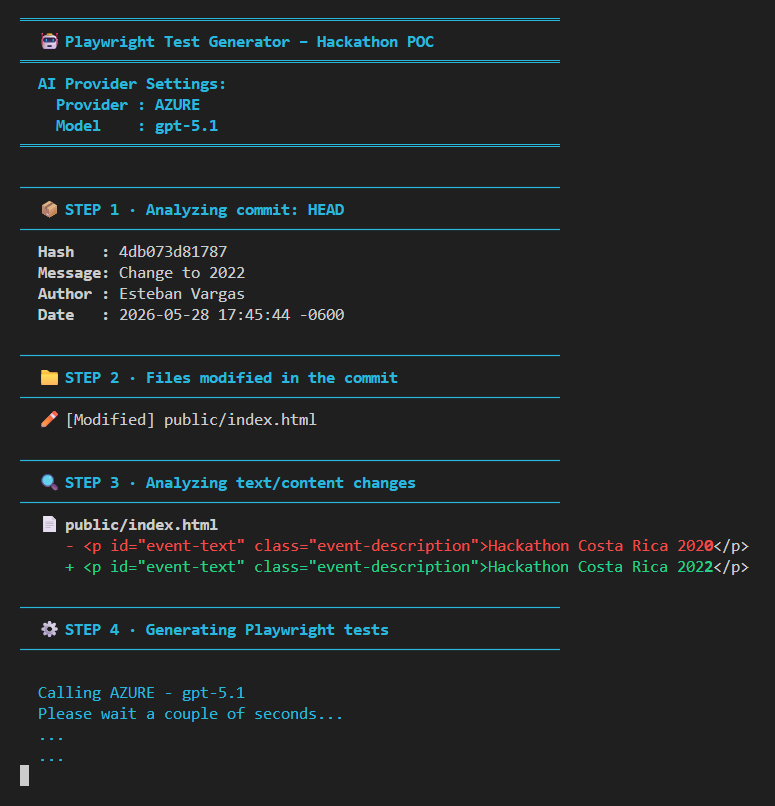 🤖 Playwright Test Generator – Hackathon POC
AI Provider Settings:
Provider : AZURE
Model : gpt-5.1
📦 STEP 1 · Analyzing commit: HEAD
Hash : 4db073d81787
Message: Change to 2022
Author : Esteban Vargas
Date : 2026-05-28 17:45:44 -0600
📁 STEP 2 · Files modified in the commit
✏️ [Modified] public/index.html
🔍 STEP 3 · Analyzing text/content changes
📄 public/index.html
- <p id="event-text" class="event-description">Hackathon Costa Rica 2020</p>
+ <p id="event-text" class="event-description">Hackathon Costa Rica 2022</p>
⚙️ STEP 4 · Generating Playwright tests
Calling AZURE - gpt-5.1
Please wait a couple of seconds...
...
...